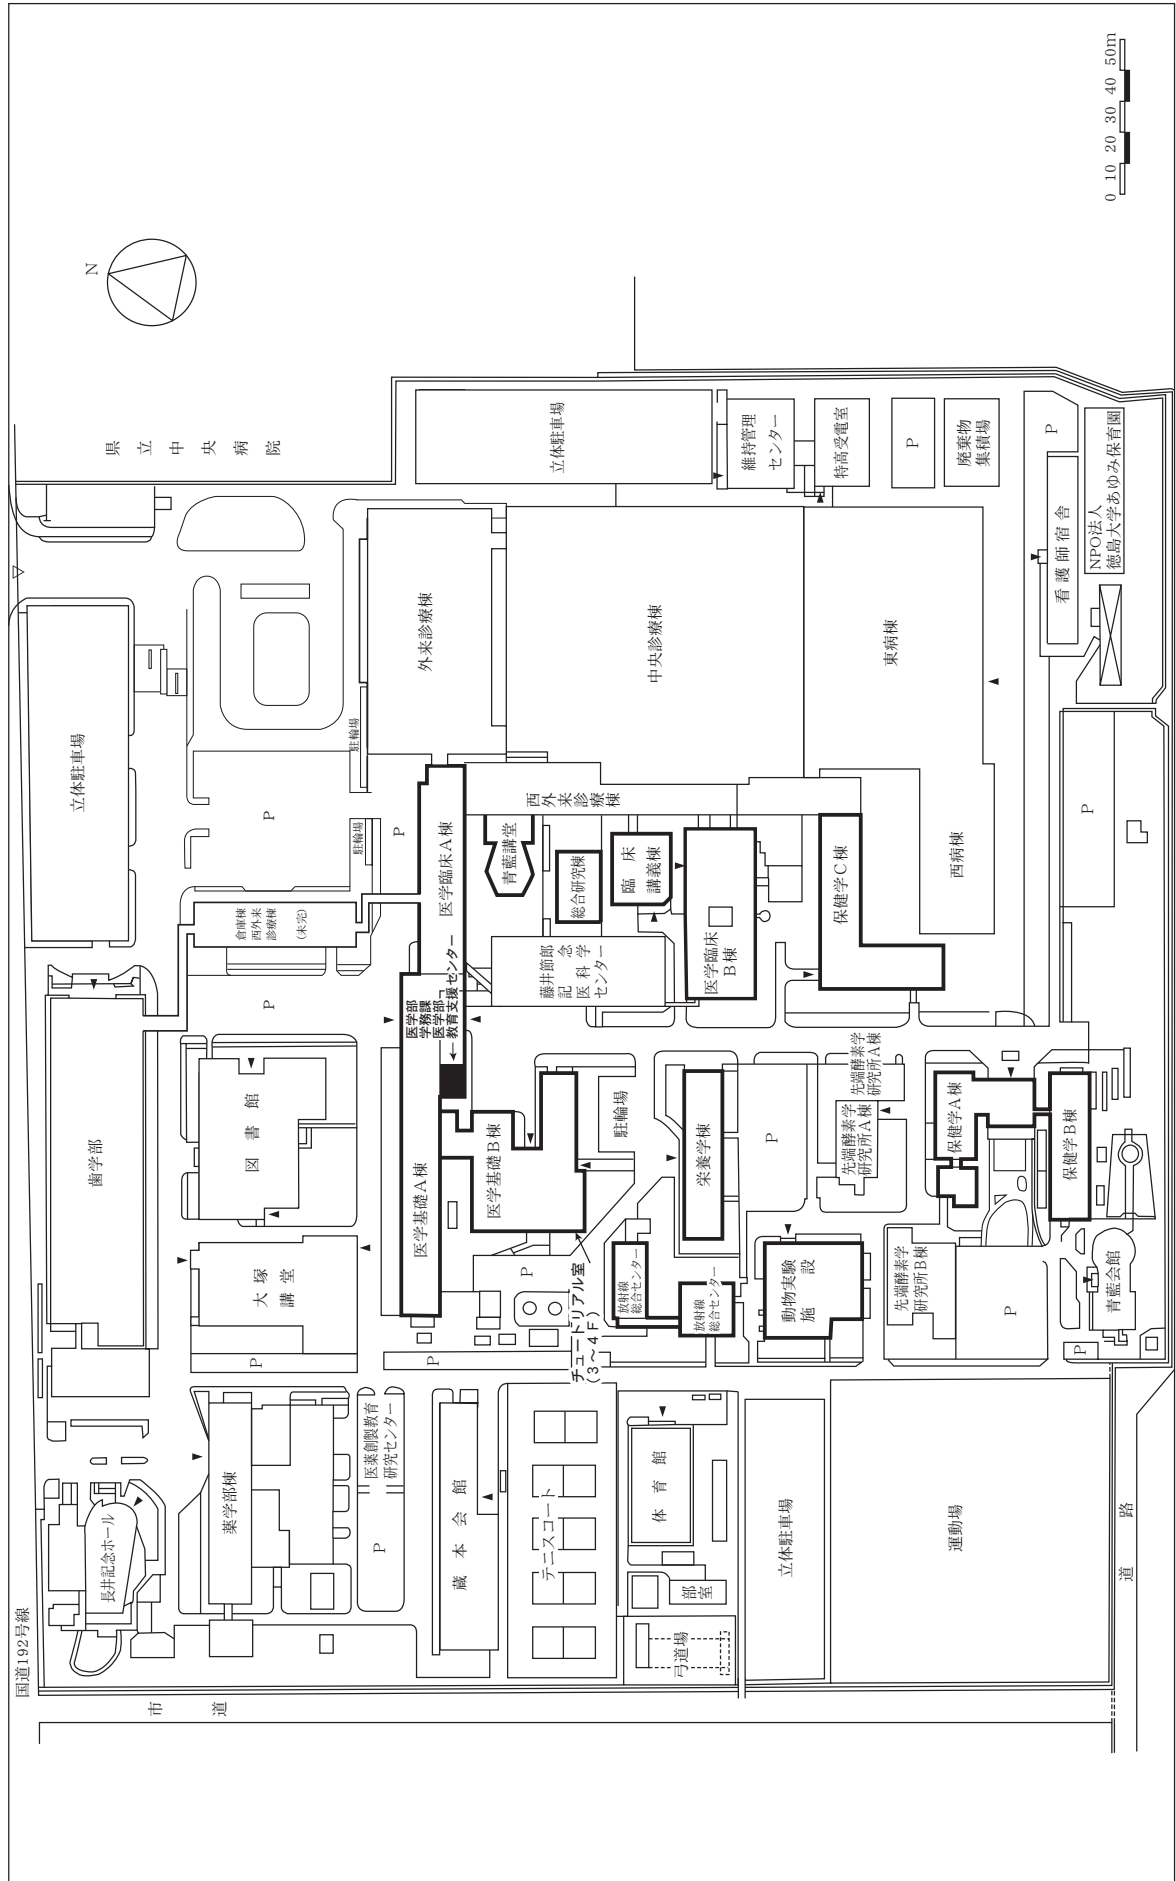 国道192号線
市道
道路
県立中央病院
N
0 10 20 30 40 50m
長井記念ホール
歯学部
立体駐車場
薬学部棟
医薬創製教育
研究センター
P
大塚
講堂
P
図書館
P
倉庫棟
西外来
診療棟
(未完)
P
駐輪場
駐輪場
P
外来診療棟
立体駐車場
蔵本会館
P
医学基礎A棟
医学部
学務課
医学部
教育支援センター
医学臨床A棟
西外来診療棟
中央診療棟
維持管理
センター
テニスコート
P
チュートリアル室
(3~4F)
医学基礎B棟
駐輪場
藤井節郎
記念
医科学
センター
青藍講堂
総合研究棟
臨床
講義棟
医学臨床
B棟
弓道場
部室
体育館
放射線
総合センター
放射線
総合センター
栄養学棟
P
立体駐車場
動物実験
施設
先端酵素学
研究所A棟
先端酵素学
研究所A棟
保健学C棟
西病棟
東病棟
特高受電室
P
廃棄物
集積場
運動場
先端酵素学
研究所B棟
P
保健学A棟
保健学B棟
青藍会館
P
P
看護師宿舎
P
NPO法人
徳島大学あゆみ保育園